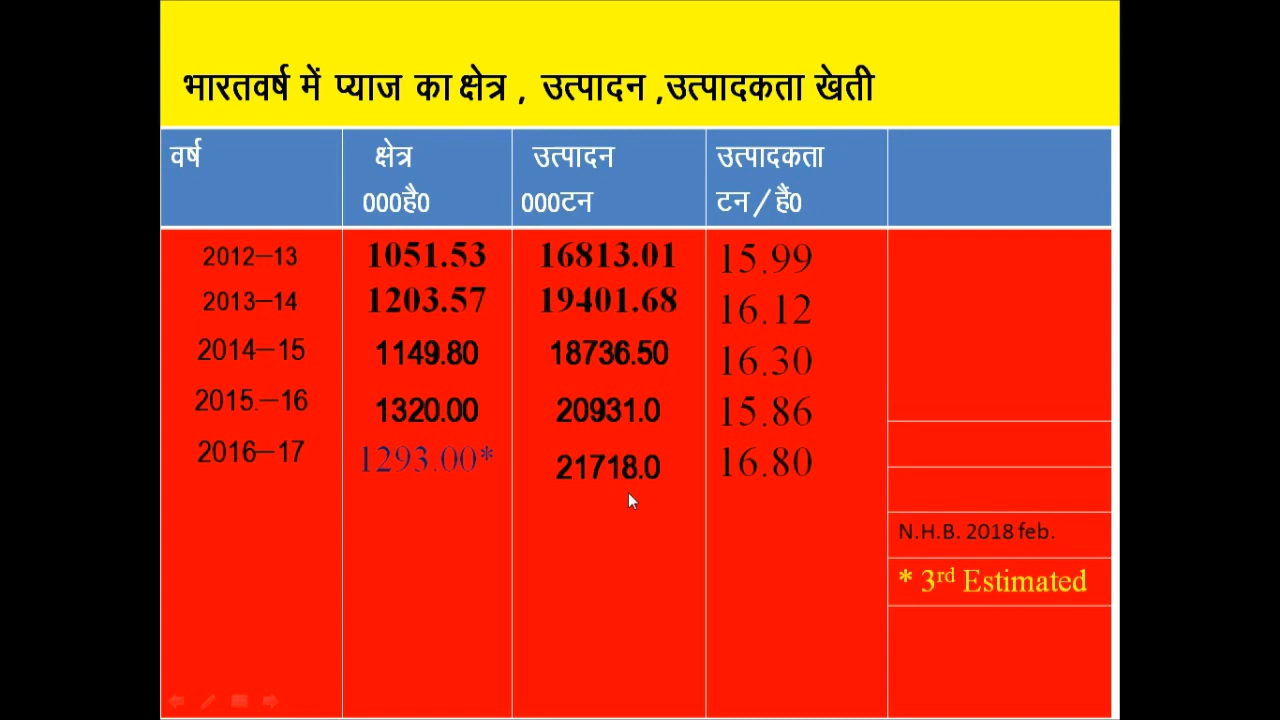 भारतवर्ष में प्याज का क्षेत्र , उत्पादन ,उत्पादकता खेती
वर्ष क्षेत्र उत्पादन उत्पादकता
000है0 000टन टन/हैं0
2012–13 1051.53 16813.01 15.99
2013–14 1203.57 19401.68 16.12
2014–15 1149.80 18736.50 16.30
2015.–16 1320.00 20931.0 15.86
2016–17 1293.00* 21718.0 16.80
N.H.B. 2018 feb.
* 3rd Estimated